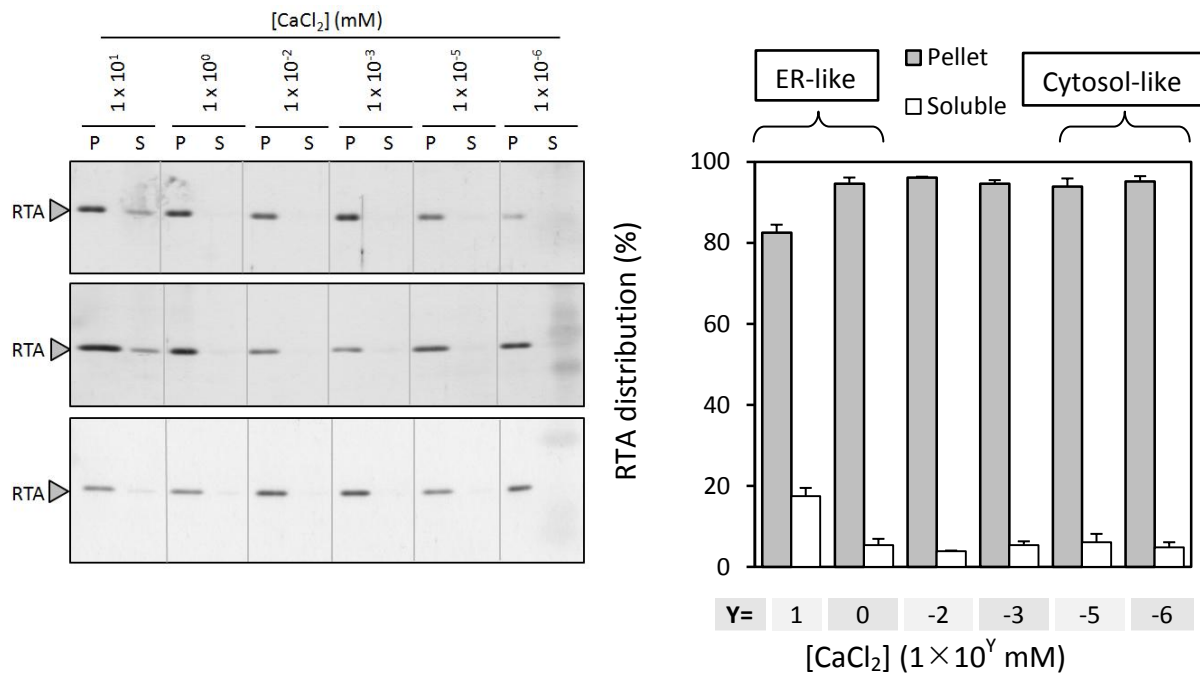 [CaCl₂] (mM)
1 x 10¹
1 x 10⁰
1 x 10⁻²
1 x 10⁻³
1 x 10⁻⁵
1 x 10⁻⁶
P S P S P S P S P S P S
RTA
RTA
RTA
ER-like
Pellet
Soluble
Cytosol-like
RTA distribution (%)
100
80
60
40
20
0
Y= 1 0 -2 -3 -5 -6
[CaCl₂] (1×10ʸ mM)